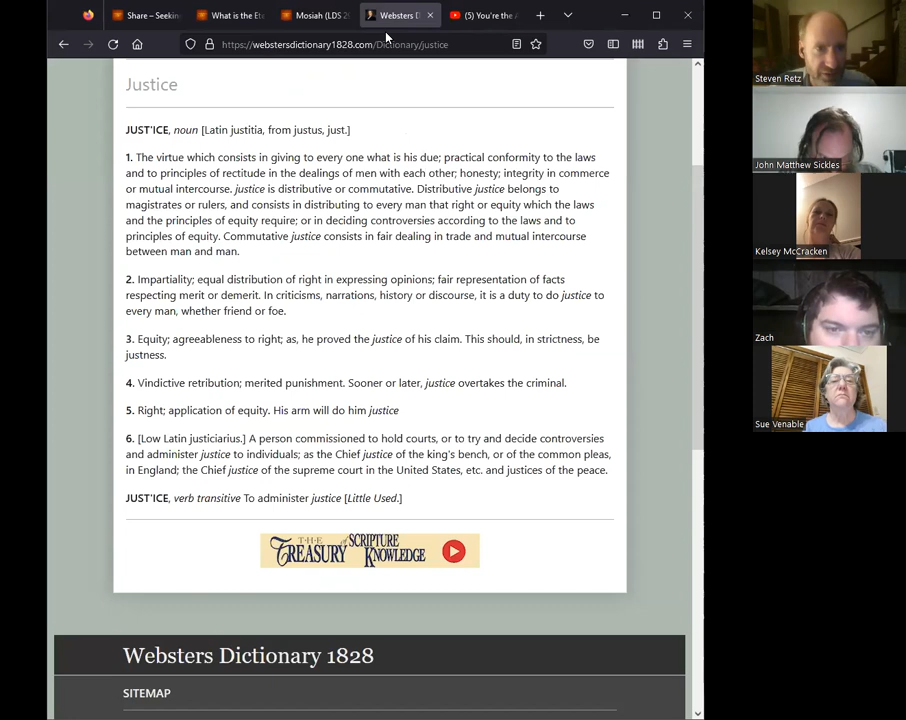 Share – Seeking
What is the Eta
Mosiah (LDS 29
Websters D
(5) You're the A
https://webstersdictionary1828.com/Dictionary/justice
Justice
JUST'ICE, noun [Latin justitia, from justus, just.]
1. The virtue which consists in giving to every one what is his due; practical conformity to the laws
and to principles of rectitude in the dealings of men with each other; honesty; integrity in commerce
or mutual intercourse. justice is distributive or commutative. Distributive justice belongs to
magistrates or rulers, and consists in distributing to every man that right or equity which the laws
and the principles of equity require; or in deciding controversies according to the laws and to
principles of equity. Commutative justice consists in fair dealing in trade and mutual intercourse
between man and man.
2. Impartiality; equal distribution of right in expressing opinions; fair representation of facts
respecting merit or demerit. In criticisms, narrations, history or discourse, it is a duty to do justice to
every man, whether friend or foe.
3. Equity; agreeableness to right; as, he proved the justice of his claim. This should, in strictness, be
justness.
4. Vindictive retribution; merited punishment. Sooner or later, justice overtakes the criminal.
5. Right; application of equity. His arm will do him justice
6. [Low Latin justiciarius.] A person commissioned to hold courts, or to try and decide controversies
and administer justice to individuals; as the Chief justice of the king's bench, or of the common pleas,
in England; the Chief justice of the supreme court in the United States, etc. and justices of the peace.
JUST'ICE, verb transitive To administer justice [Little Used.]
THE
TREASURY of SCRIPTURE
KNOWLEDGE
Websters Dictionary 1828
SITEMAP
Steven Retz
John Matthew Sickles
Kelsey McCracken
Zach
Sue Venable